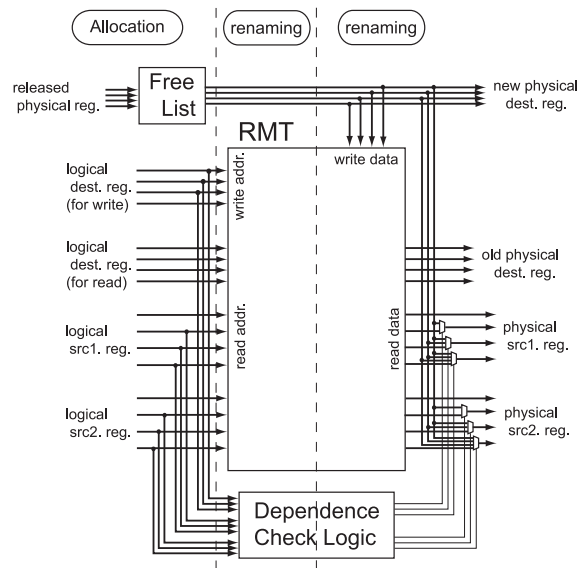 Allocation
renaming
renaming
released
physical reg.
Free
List
new physical
dest. reg.
RMT
write data
write addr.
logical
dest. reg.
(for write)
logical
dest. reg.
(for read)
old physical
dest. reg.
read addr.
read data
logical
src1. reg.
physical
src1. reg.
logical
src2. reg.
physical
src2. reg.
Dependence
Check Logic